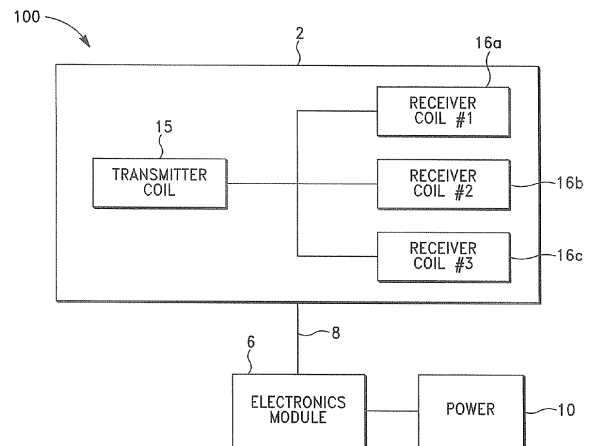 100
2
16a
RECEIVER
COIL #1
15
TRANSMITTER
COIL
RECEIVER
COIL #2
16b
RECEIVER
COIL #3
16c
8
6
ELECTRONICS
MODULE
POWER
10